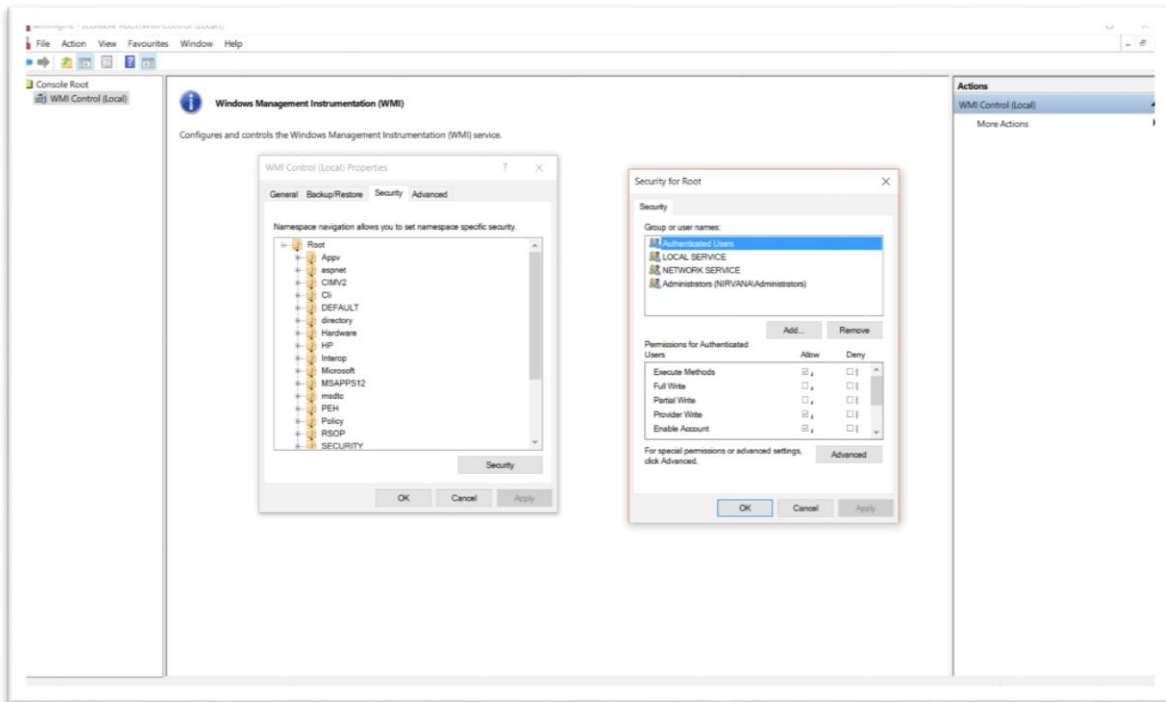 File Action View Favourites Window Help
Console Root
WMI Control (Local)
Windows Management Instrumentation (WMI)
Configures and controls the Windows Management Instrumentation (WMI) service.
WMI Control (Local) Properties ?
General Backup/Restore Security Advanced
Namespace navigation allows you to set namespace specific security.
Root
Appv
aspnet
CIMV2
Cli
DEFAULT
directory
Hardware
HP
Interop
Microsoft
MSAPPS12
msdtc
PEH
Policy
RSOP
SECURITY
Security
OK Cancel Apply
Security for Root
Security
Group or user names:
Authenticated Users
LOCAL SERVICE
NETWORK SERVICE
Administrators (NIRVANA\Administrators)
Add... Remove
Permissions for Authenticated
Users Allow Deny
Execute Methods
Full Write
Partial Write
Provider Write
Enable Account
For special permissions or advanced settings,
click Advanced.
Advanced
OK Cancel Apply
Actions
WMI Control (Local)
More Actions